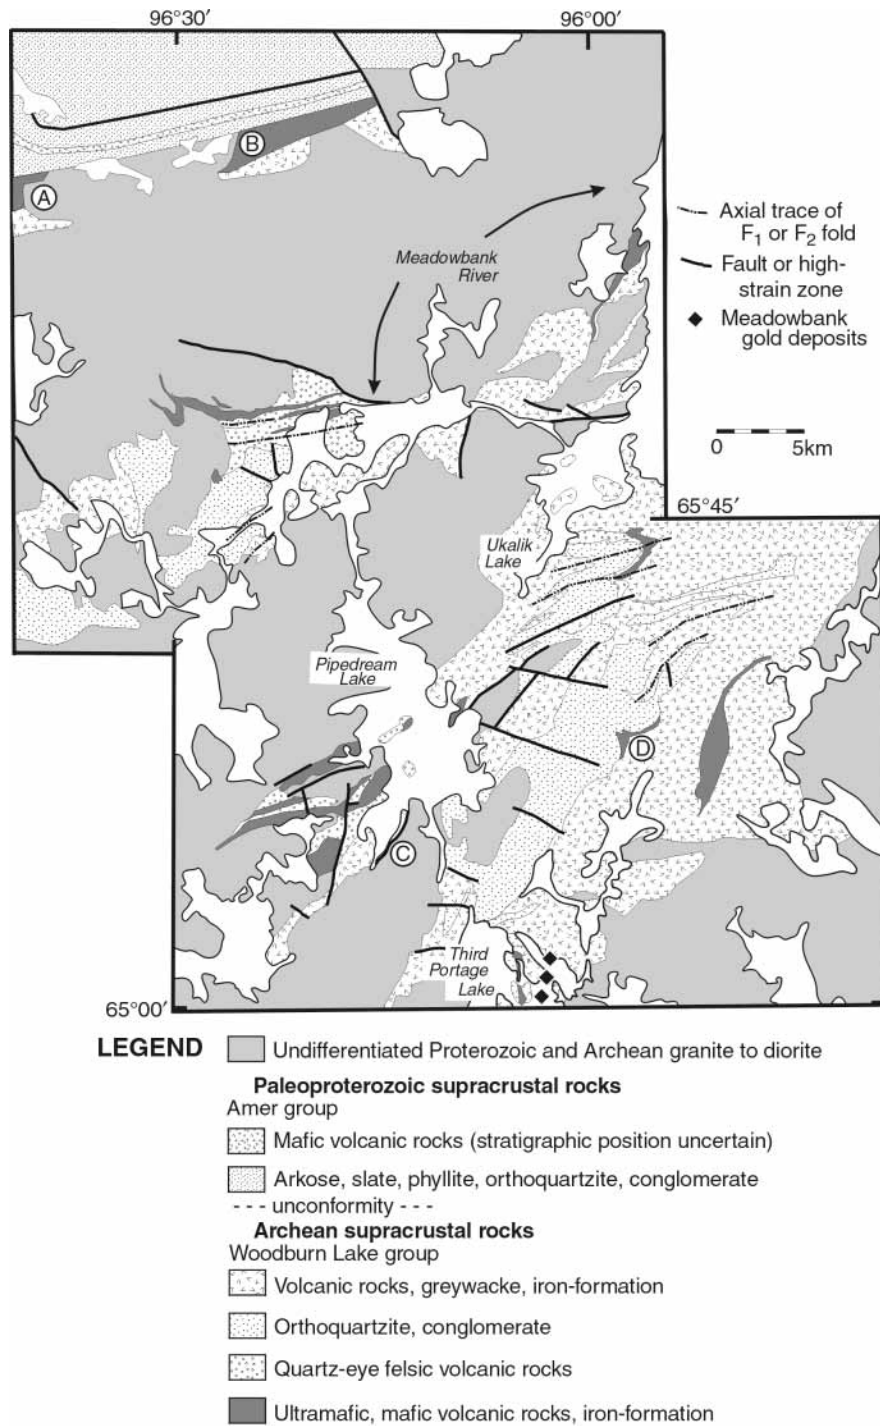 96°30′ 96°00′
B
A
Axial trace of
F1 or F2 fold
Meadowbank
River
Fault or high-
strain zone
Meadowbank
gold deposits
0 5km
65°45′
Ukalik
Lake
Pipedream
Lake
D
C
Third
Portage
Lake
65°00′
LEGEND Undifferentiated Proterozoic and Archean granite to diorite
Paleoproterozoic supracrustal rocks
Amer group
Mafic volcanic rocks (stratigraphic position uncertain)
Arkose, slate, phyllite, orthoquartzite, conglomerate
- - - unconformity - - -
Archean supracrustal rocks
Woodburn Lake group
Volcanic rocks, greywacke, iron-formation
Orthoquartzite, conglomerate
Quartz-eye felsic volcanic rocks
Ultramafic, mafic volcanic rocks, iron-formation